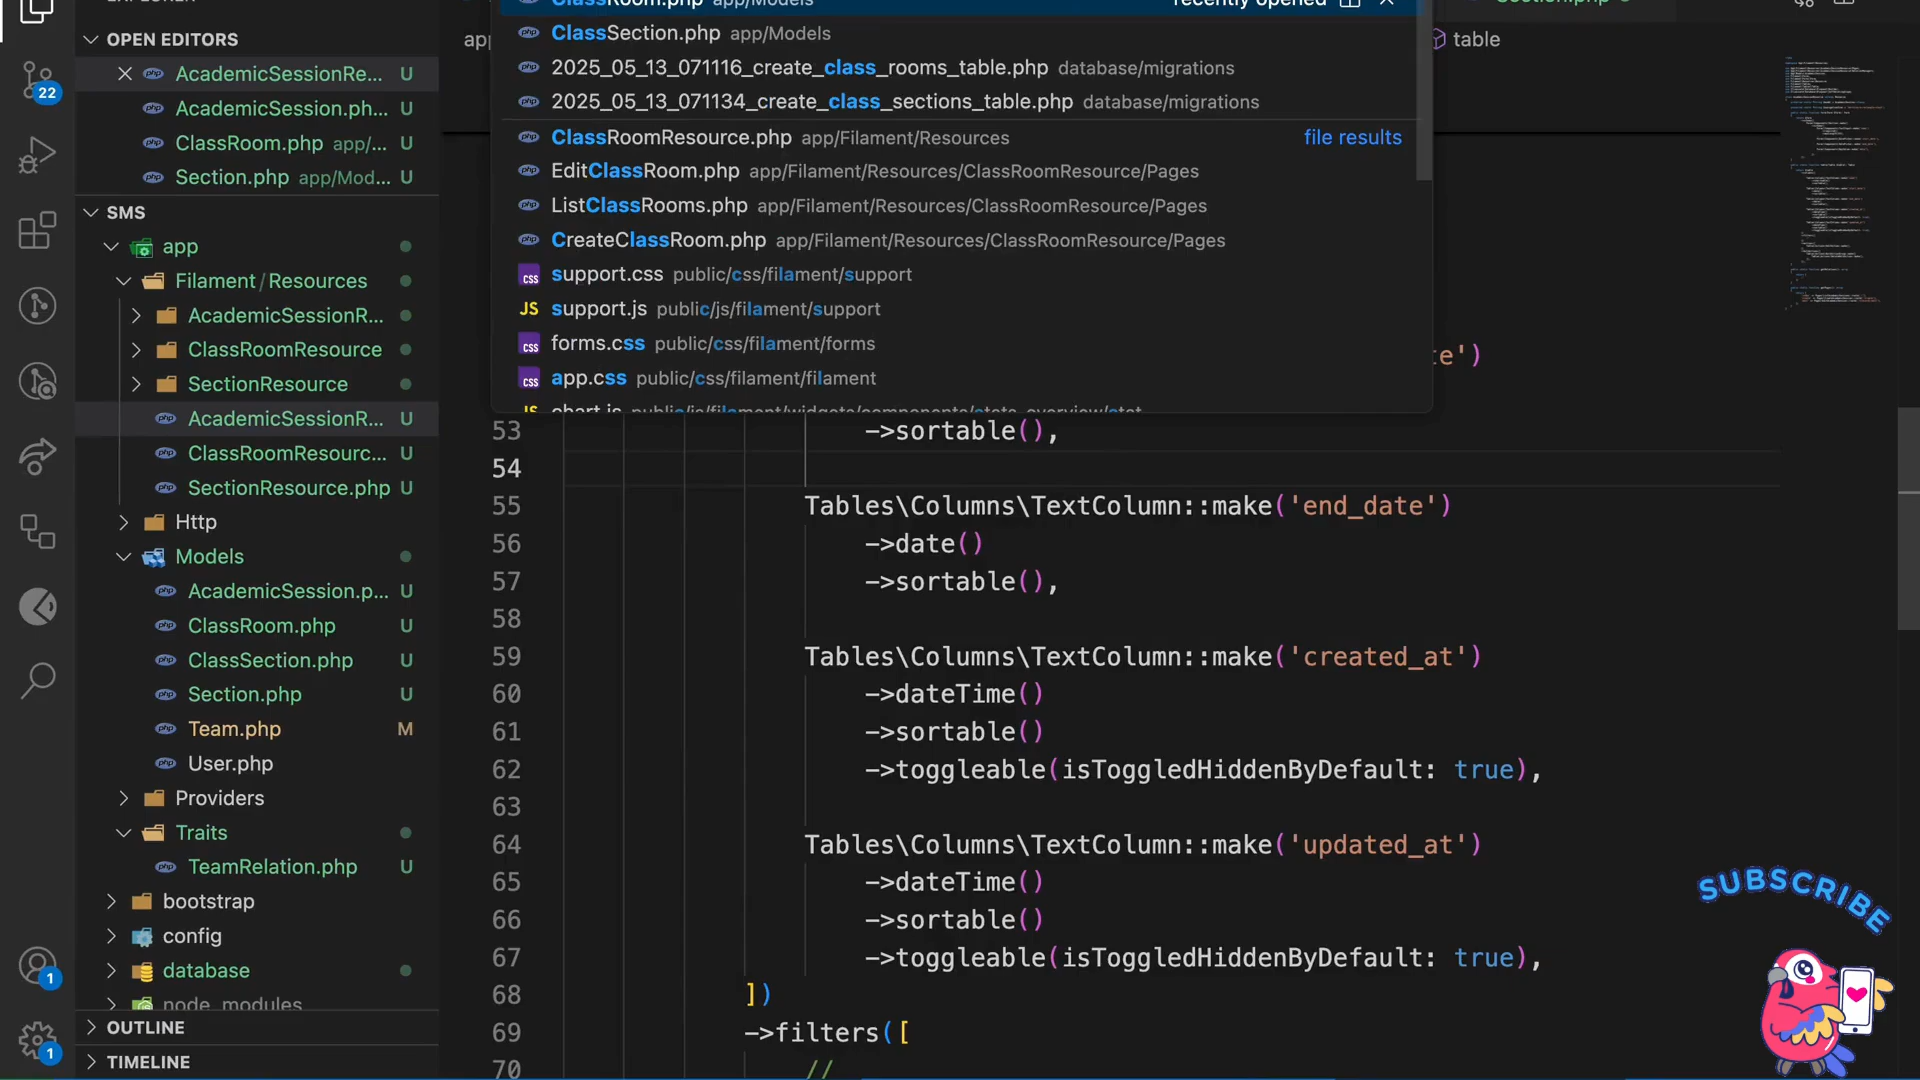 OPEN EDITORS
AcademicSessionRe... U
AcademicSession.ph... U
ClassRoom.php app/... U
Section.php app/Mod... U
SMS
app
Filament/Resources
AcademicSessionR...
ClassRoomResource
SectionResource
AcademicSessionR... U
ClassRoomResourc... U
SectionResource.php U
Http
Models
AcademicSession.p... U
ClassRoom.php U
ClassSection.php U
Section.php U
Team.php M
User.php
Providers
Traits
TeamRelation.php U
bootstrap
config
database
node_modules
OUTLINE
TIMELINE
22
1
1
ClassRoom.php app/Models recently opened
ClassSection.php app/Models
2025_05_13_071116_create_class_rooms_table.php database/migrations
2025_05_13_071134_create_class_sections_table.php database/migrations
ClassRoomResource.php app/Filament/Resources file results
EditClassRoom.php app/Filament/Resources/ClassRoomResource/Pages
ListClassRooms.php app/Filament/Resources/ClassRoomResource/Pages
CreateClassRoom.php app/Filament/Resources/ClassRoomResource/Pages
support.css public/css/filament/support
JS support.js public/js/filament/support
forms.css public/css/filament/forms
app.css public/css/filament/filament
table
e')
53 ->sortable(),
54
55 Tables\Columns\TextColumn::make('end_date')
56 ->date()
57 ->sortable(),
58
59 Tables\Columns\TextColumn::make('created_at')
60 ->dateTime()
61 ->sortable()
62 ->toggleable(isToggledHiddenByDefault: true),
63
64 Tables\Columns\TextColumn::make('updated_at')
65 ->dateTime()
66 ->sortable()
67 ->toggleable(isToggledHiddenByDefault: true),
68 ])
69 ->filters([
70 //
SUBSCRIBE